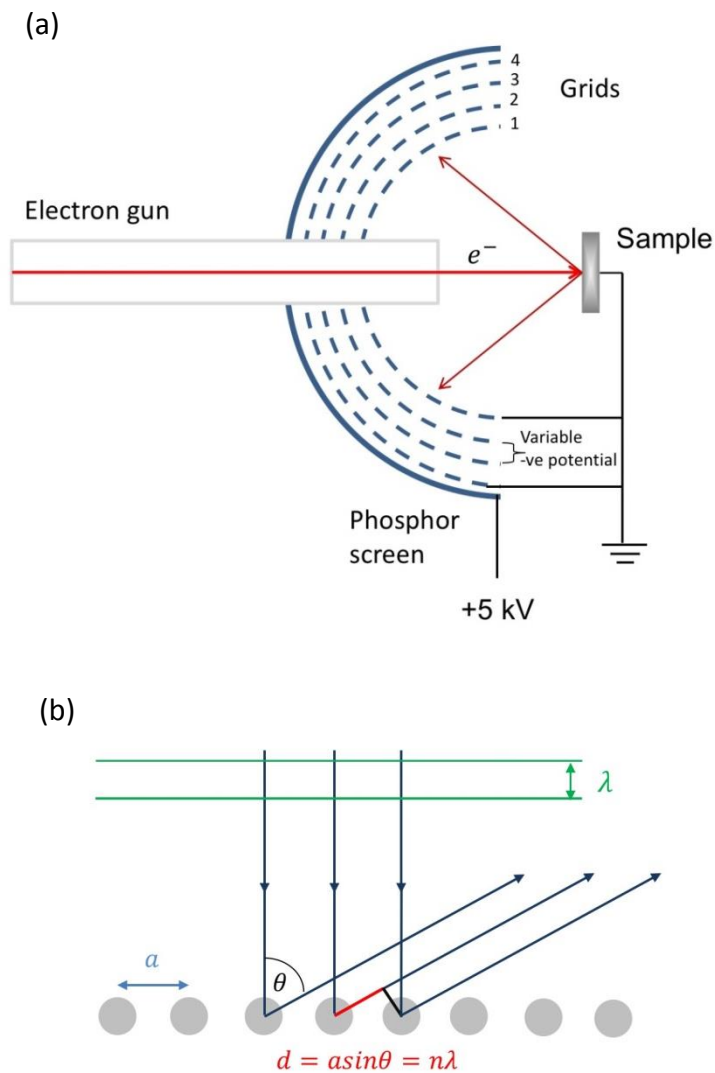 (a)
4
3
2
1
Grids
Electron gun
e⁻
Sample
Variable
-ve potential
Phosphor
screen
+5 kV
(b)
λ
a
θ
d = asinθ = nλ